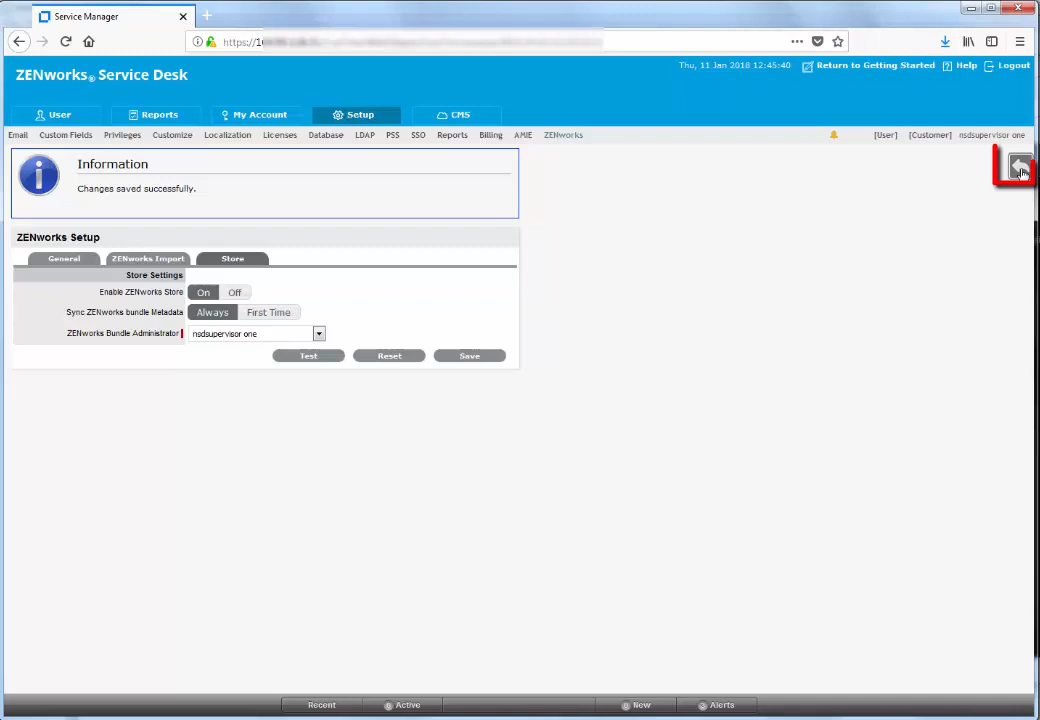 Service Manager
https://1
ZENworks® Service Desk
Thu, 11 Jan 2018 12:45:40 Return to Getting Started Help Logout
User Reports My Account Setup CMS
Email Custom Fields Privileges Customize Localization Licenses Database LDAP PSS SSO Reports Billing AMIE ZENworks [User] [Customer] nsdsupervisor one
Information
Changes saved successfully.
ZENworks Setup
General ZENworks Import Store
Store Settings
Enable ZENworks Store On Off
Sync ZENworks bundle Metadata Always First Time
ZENworks Bundle Administrator nsdsupervisor one
Test Reset Save
Recent Active New Alerts